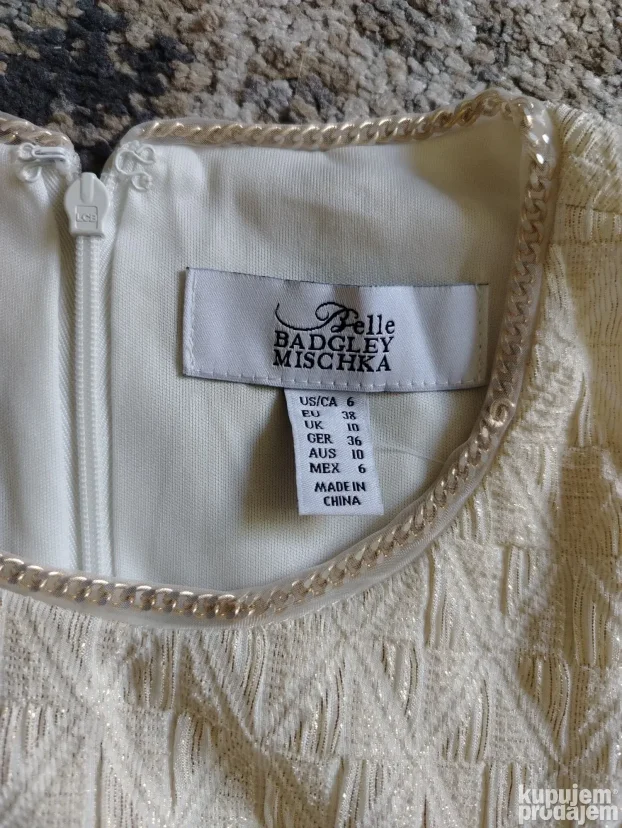 LCB
Belle
BADGLEY
MISCHKA
US/CA 6
EU 38
UK 10
GER 36
AUS 10
MEX 6
MADE IN
CHINA
kupujem
prodajem